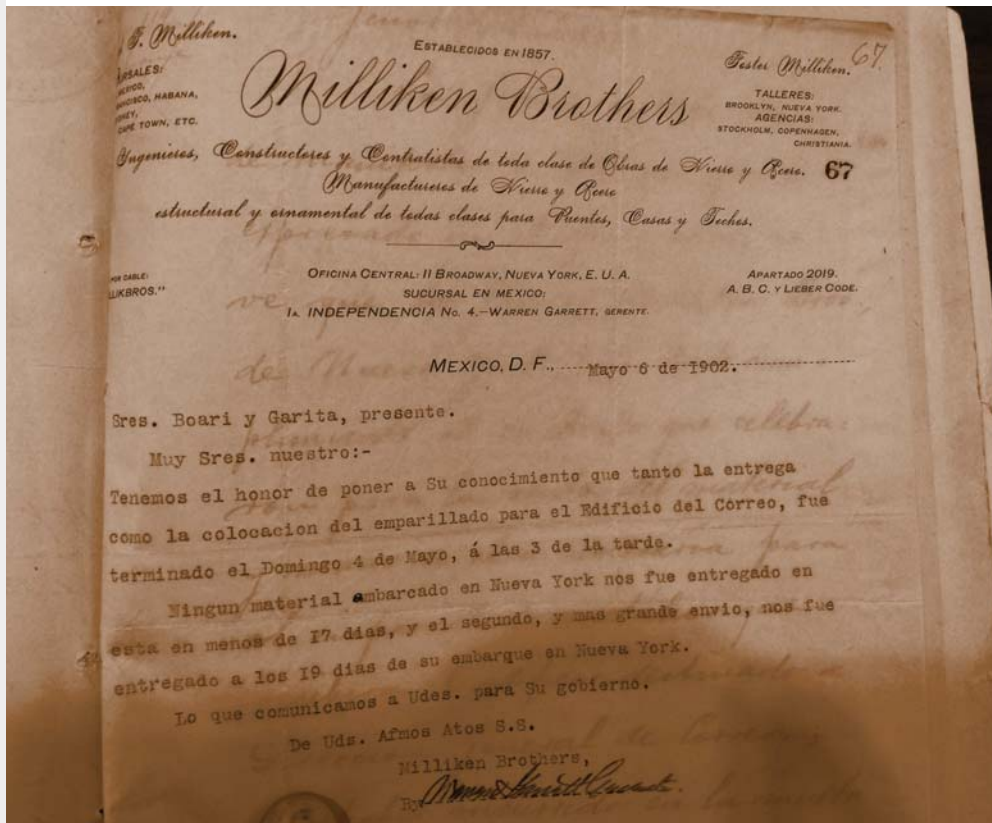 F. Milliken.
ESTABLECIDOS EN 1857.
Milliken Brothers
Foster Milliken.
67.
TALLERES:
BROOKLYN, NUEVA YORK.
AGENCIAS:
STOCKHOLM, COPENHAGEN,
CHRISTIANIA.
HABANA,
CAPE TOWN, ETC.
Ingenieros, Constructores y Contratistas de toda clase de Obras de Hierro y Acero. 67
Manufactureros de Hierro y Acero
estructural y ornamental de todas clases para Puentes, Casas y Techos.
POR CABLE:
OFICINA CENTRAL: 11 BROADWAY, NUEVA YORK, E. U. A.
SUCURSAL EN MEXICO:
1A. INDEPENDENCIA No. 4.-WARREN GARRETT, GERENTE.
APARTADO 2019.
A. B. C. Y LIEBER CODE.
MEXICO, D. F., Mayo 6 de 1902.
Sres. Boari y Garita, presente.
Muy Sres. nuestro:-
Tenemos el honor de poner a Su conocimiento que tanto la entrega
como la colocacion del emparillado para el Edificio del Correo, fue
terminado el Domingo 4 de Mayo, á las 3 de la tarde.
Ningun material embarcado en Nueva York nos fue entregado en
esta en menos de I7 dias, y el segundo, y mas grande envio, nos fue
entregado a los I9 dias de su embarque en Nueva York.
Lo que comunicamos a Udes. para Su gobierno.
De Uds. Afmos Atos S.S.
Milliken Brothers,
By